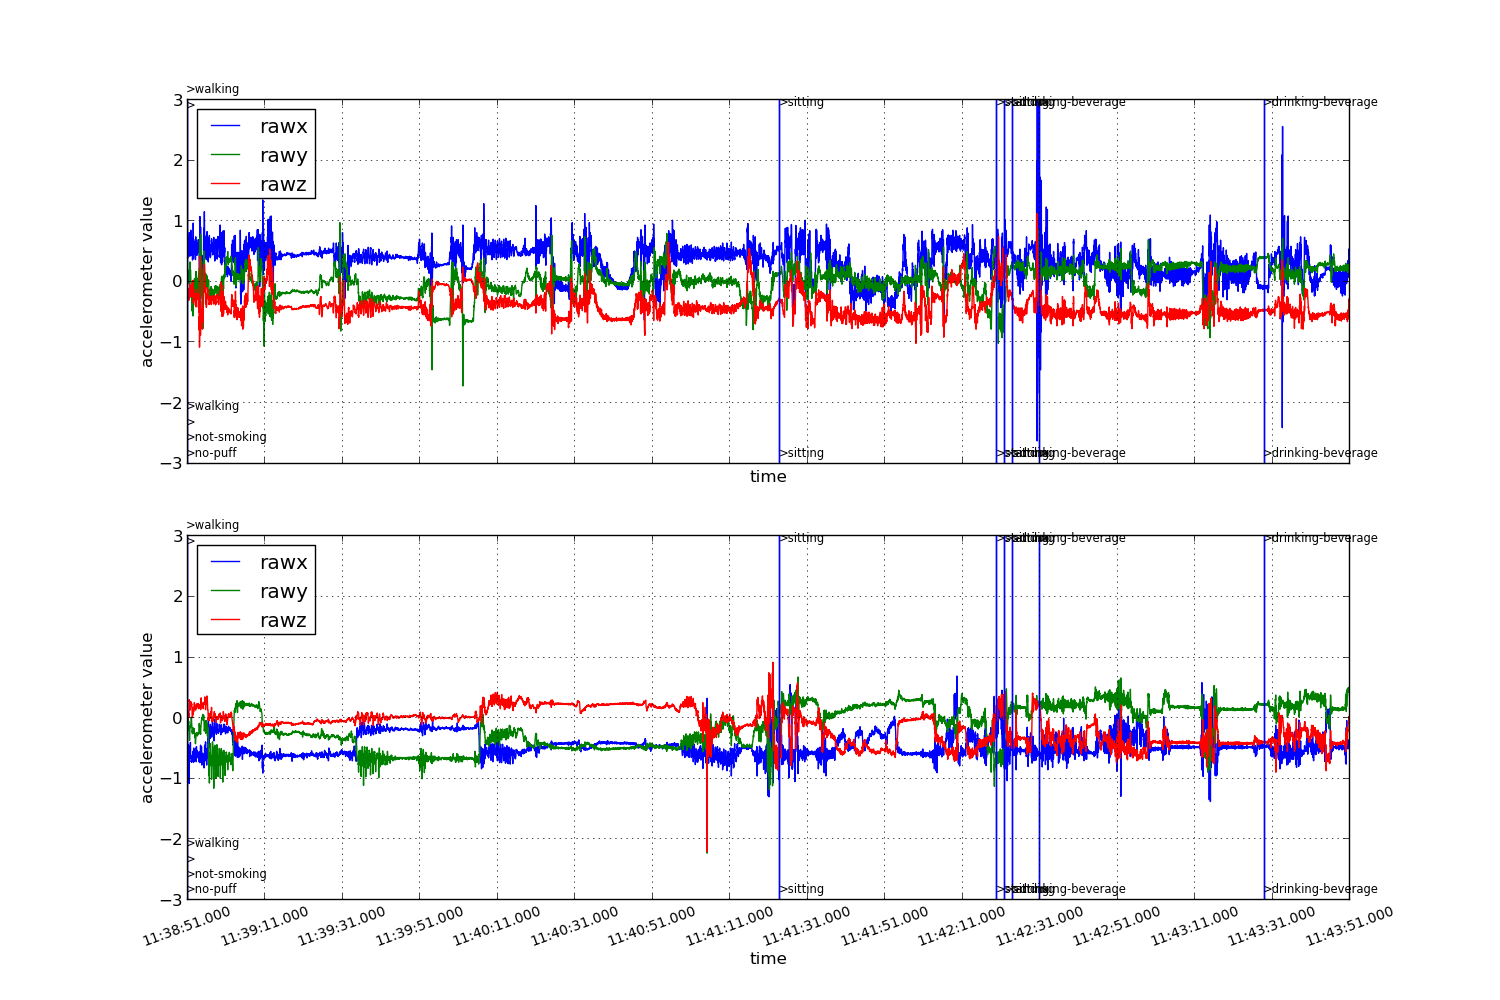 >walking
3 > >sitting >drinking-beverage >drinking-beverage
rawx
rawy
rawz
2
1
0
−1
−2
−3
accelerometer value
>walking
>
>not-smoking
>no-puff >sitting >drinking-beverage >drinking-beverage
time
>walking
3 > >sitting >drinking-beverage >drinking-beverage
rawx
rawy
rawz
2
1
0
−1
−2
−3
accelerometer value
>walking
>
>not-smoking
>no-puff >sitting >drinking-beverage >drinking-beverage
11:38:51.000 11:39:11.000 11:39:31.000 11:39:51.000 11:40:11.000 11:40:31.000 11:40:51.000 11:41:11.000 11:41:31.000 11:41:51.000 11:42:11.000 11:42:31.000 11:42:51.000 11:43:11.000 11:43:31.000 11:43:51.000
time